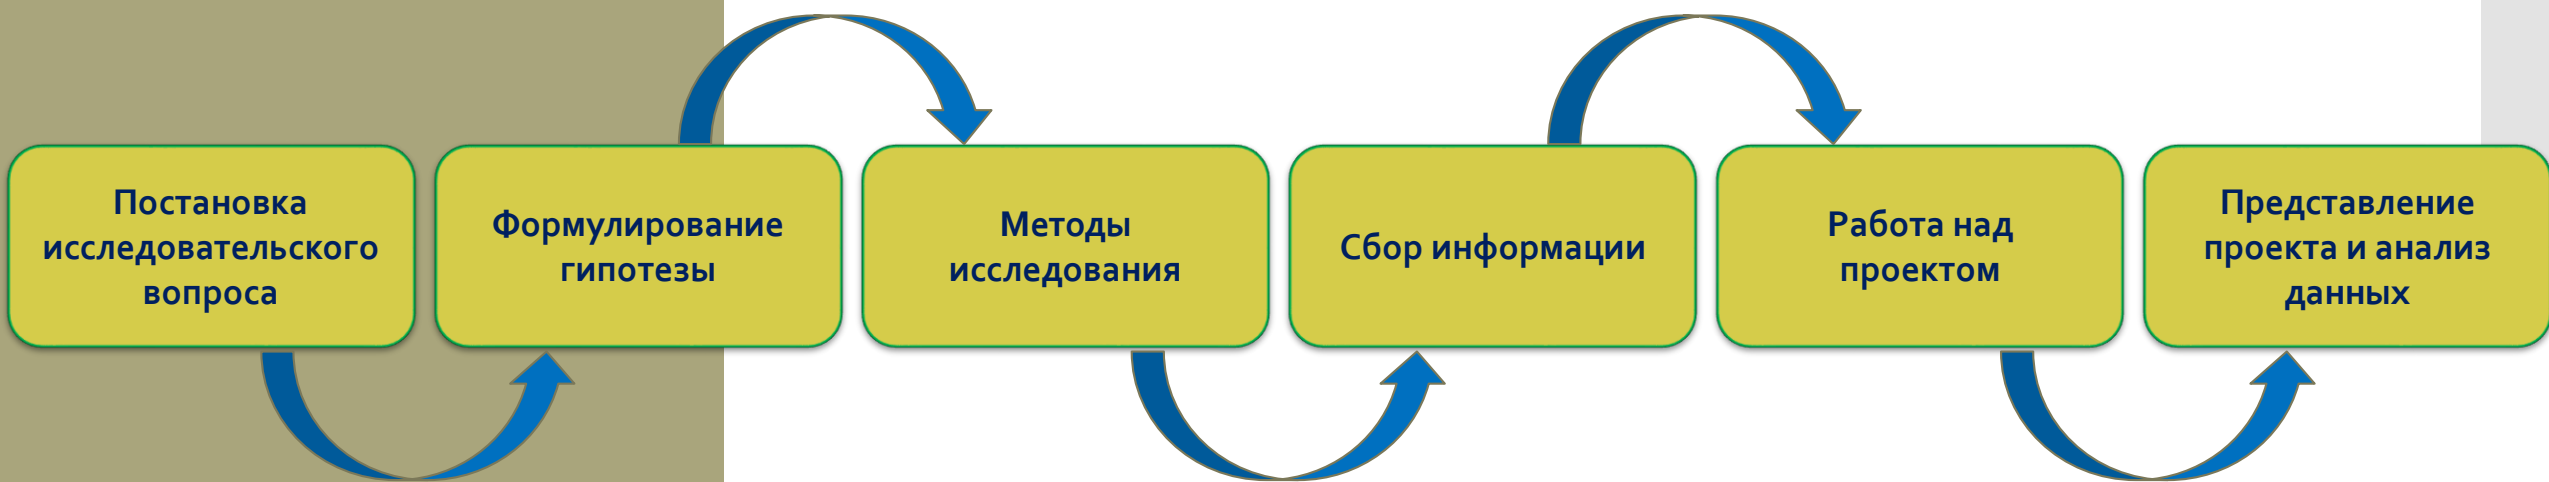 Постановка
исследовательского
вопроса
Формулирование
гипотезы
Методы
исследования
Сбор информации
Работа над
проектом
Представление
проекта и анализ
данных